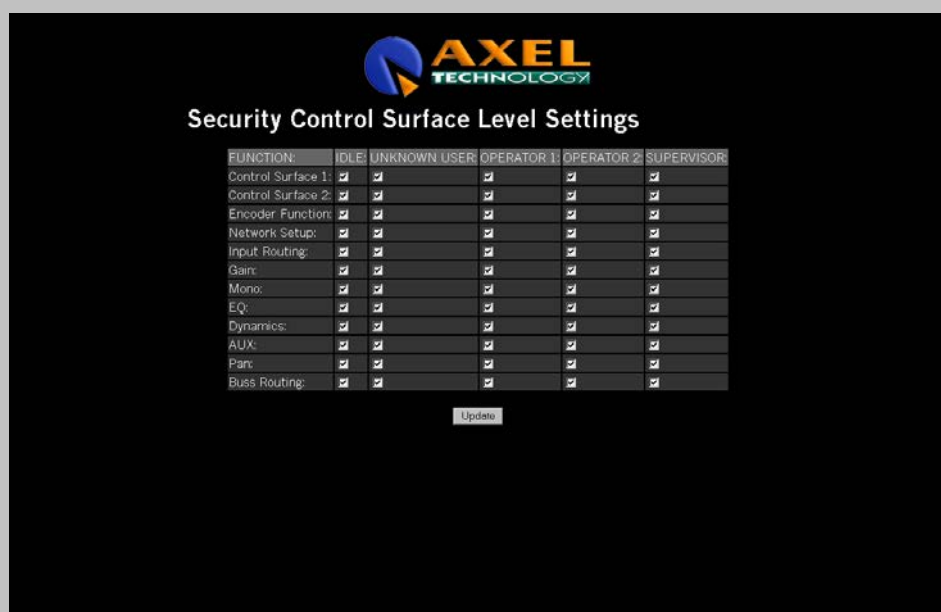 AXEL
TECHNOLOGY
Security Control Surface Level Settings
FUNCTION: IDLE: UNKNOWN USER: OPERATOR 1: OPERATOR 2: SUPERVISOR:
Control Surface 1:
Control Surface 2:
Encoder Function:
Network Setup:
Input Routing:
Gain:
Mono:
EQ:
Dynamics:
AUX:
Pan:
Buss Routing:
Update